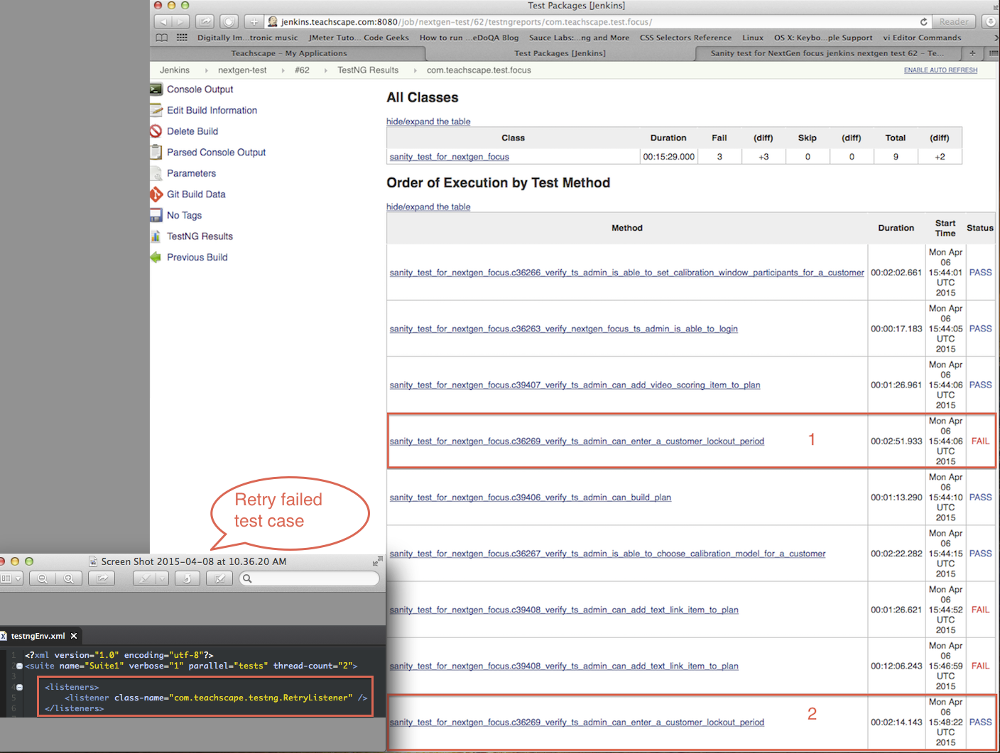 Test Packages [Jenkins]
jenkins.teachscape.com:8080/job/nextgen-test/62/testngreports/com.teachscape.test.focus/
Reader
Digitally Im...tronic music JMeter Tuto... Code Geeks How to run ...eDoQA Blog Sauce Labs:...ng and More CSS Selectors Reference Linux OS X: Keybo...ple Support vi Editor Commands
Teachscape – My Applications Test Packages [Jenkins] Sanity test for NextGen focus jenkins nextgen test 62 – Te...
Jenkins nextgen-test #62 TestNG Results com.teachscape.test.focus ENABLE AUTO REFRESH
Console Output
Edit Build Information
Delete Build
Parsed Console Output
Parameters
Git Build Data
No Tags
TestNG Results
Previous Build
All Classes
hide/expand the table
Class Duration Fail (diff) Skip (diff) Total (diff)
sanity_test_for_nextgen_focus 00:15:29.000 3 +3 0 0 9 +2
Order of Execution by Test Method
hide/expand the table
Method Duration Start Time Status
sanity_test_for_nextgen_focus.c36266_verify_ts_admin_is_able_to_set_calibration_window_participants_for_a_customer 00:02:02.661 Mon Apr 06 15:44:01 UTC 2015 PASS
sanity_test_for_nextgen_focus.c36263_verify_nextgen_focus_ts_admin_is_able_to_login 00:00:17.183 Mon Apr 06 15:44:05 UTC 2015 PASS
sanity_test_for_nextgen_focus.c39407_verify_ts_admin_can_add_video_scoring_item_to_plan 00:01:26.961 Mon Apr 06 15:44:06 UTC 2015 PASS
sanity_test_for_nextgen_focus.c36269_verify_ts_admin_can_enter_a_customer_lockout_period 1 00:02:51.933 Mon Apr 06 15:44:06 UTC 2015 FAIL
sanity_test_for_nextgen_focus.c39406_verify_ts_admin_can_build_plan 00:01:13.290 Mon Apr 06 15:44:10 UTC 2015 PASS
sanity_test_for_nextgen_focus.c36267_verify_ts_admin_is_able_to_choose_calibration_model_for_a_customer 00:02:22.282 Mon Apr 06 15:44:15 UTC 2015 PASS
sanity_test_for_nextgen_focus.c39408_verify_ts_admin_can_add_text_link_item_to_plan 00:01:26.621 Mon Apr 06 15:44:52 UTC 2015 FAIL
sanity_test_for_nextgen_focus.c39408_verify_ts_admin_can_add_text_link_item_to_plan 00:12:06.243 Mon Apr 06 15:46:59 UTC 2015 FAIL
sanity_test_for_nextgen_focus.c36269_verify_ts_admin_can_enter_a_customer_lockout_period 2 00:02:14.143 Mon Apr 06 15:48:22 UTC 2015 PASS
Retry failed
test case
Screen Shot 2015-04-08 at 10.36.20 AM
testngEnv.xml
1 <?xml version="1.0" encoding="utf-8"?>
2 <suite name="Suite1" verbose="1" parallel="tests" thread-count="2">
3
4 <listeners>
5 <listener class-name="com.teachscape.testng.RetryListener" />
6 </listeners>